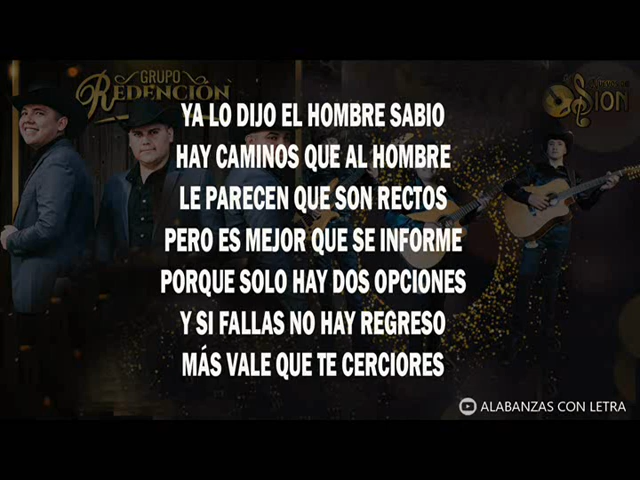 GRUPO
REDENCIÓN
SION
YA LO DIJO EL HOMBRE SABIO
HAY CAMINOS QUE AL HOMBRE
LE PARECEN QUE SON RECTOS
PERO ES MEJOR QUE SE INFORME
PORQUE SOLO HAY DOS OPCIONES
Y SI FALLAS NO HAY REGRESO
MÁS VALE QUE TE CERCIORES
ALABANZAS CON LETRA